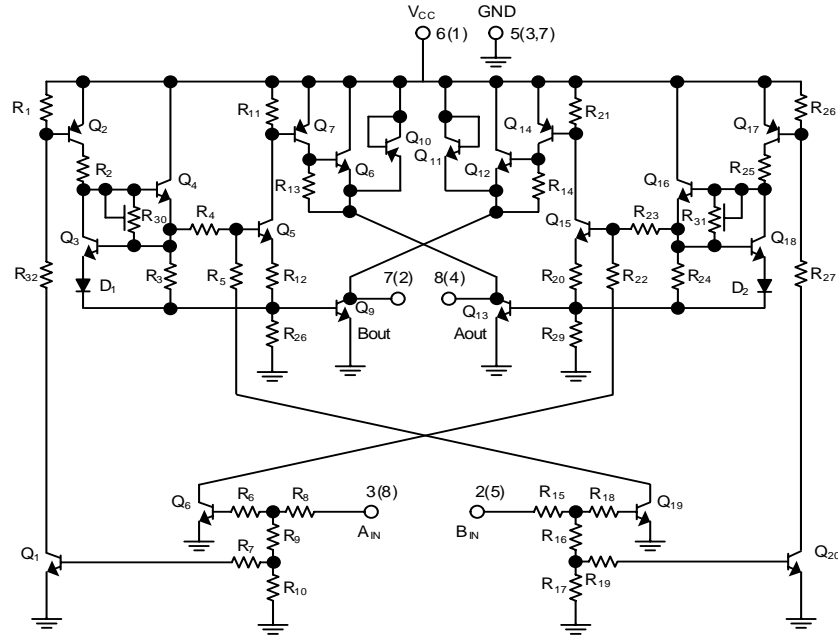 VCC GND
6(1) 5(3,7)
R1 Q2 R11 Q7 Q10 Q14 R21 Q17 R26
Q11 Q12
R2 Q4 Q6 R13 R14 Q16 R25
R30 R4 Q5 Q15 R23 R31
Q3 Q18
R32 R3 R5 R12 R20 R22 R24 R27
D1 7(2) 8(4) D2
Q9 Q13
R26 Bout Aout R29
Q6 R6 R8 3(8) 2(5) R15 R18 Q19
AIN BIN
R9 R16
Q1 R7 Q20
R10 R17 R19